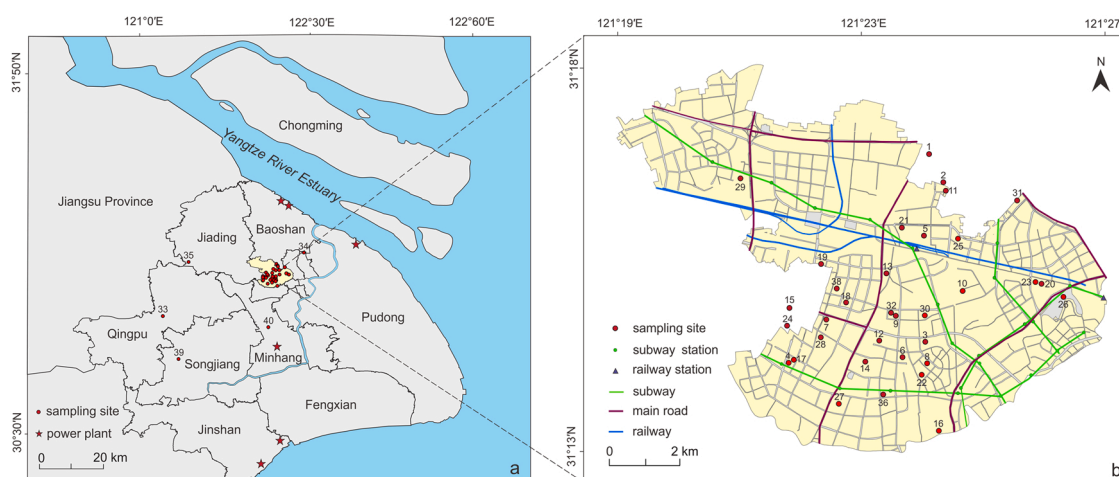 121°0'E
122°30'E
122°60'E
31°50'N
30°30'N
Chongming
Yangtze River Estuary
Jiangsu Province
Baoshan
Jiading
34
35
33
Pudong
Qingpu
40
39
Songjiang
Minhang
Fengxian
Jinshan
sampling site
power plant
0 20 km
a
121°19'E
121°23'E
121°27'E
31°18'N
31°13'N
N
1
2
11
29
31
21
5
25
19
13
38
18
10
23
20
26
15
24
7
32
9
30
28
12
3
4
17
14
6
8
22
27
36
16
sampling site
subway station
railway station
subway
main road
railway
0 2 km
b